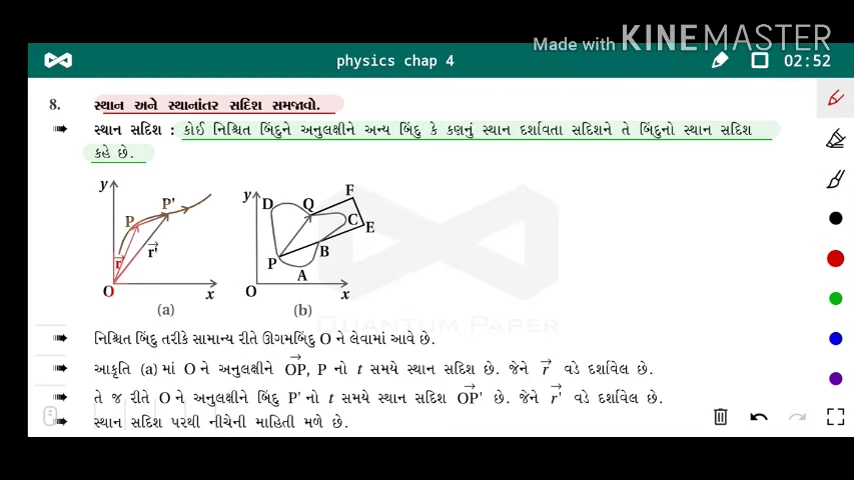 Made with KINEMASTER
physics chap 4
02:52
8. સ્થાન અને સ્થાનાંતર સદિશ સમજાવો.
સ્થાન સદિશ : કોઈ નિશ્ચિત બિંદુને અનુલક્ષીને અન્ય બિંદુ કે કણનું સ્થાન દર્શાવતા સદિશને તે બિંદુનો સ્થાન સદિશ
કહે છે.
y P P' r⃗ r⃗' O x
(a)
y D Q F C E P B A O x
(b)
QUANTUM PAPER
નિશ્ચિત બિંદુ તરીકે સામાન્ય રીતે ઊગમબિંદુ O ને લેવામાં આવે છે.
આકૃતિ (a) માં O ને અનુલક્ષીને O⃗P⃗, P નો t સમયે સ્થાન સદિશ છે. જેને r⃗ વડે દર્શાવેલ છે.
તે જ રીતે O ને અનુલક્ષીને બિંદુ P' નો t સમયે સ્થાન સદિશ O⃗P⃗' છે. જેને r⃗' વડે દર્શાવેલ છે.
સ્થાન સદિશ પરથી નીચેની માહિતી મળે છે.